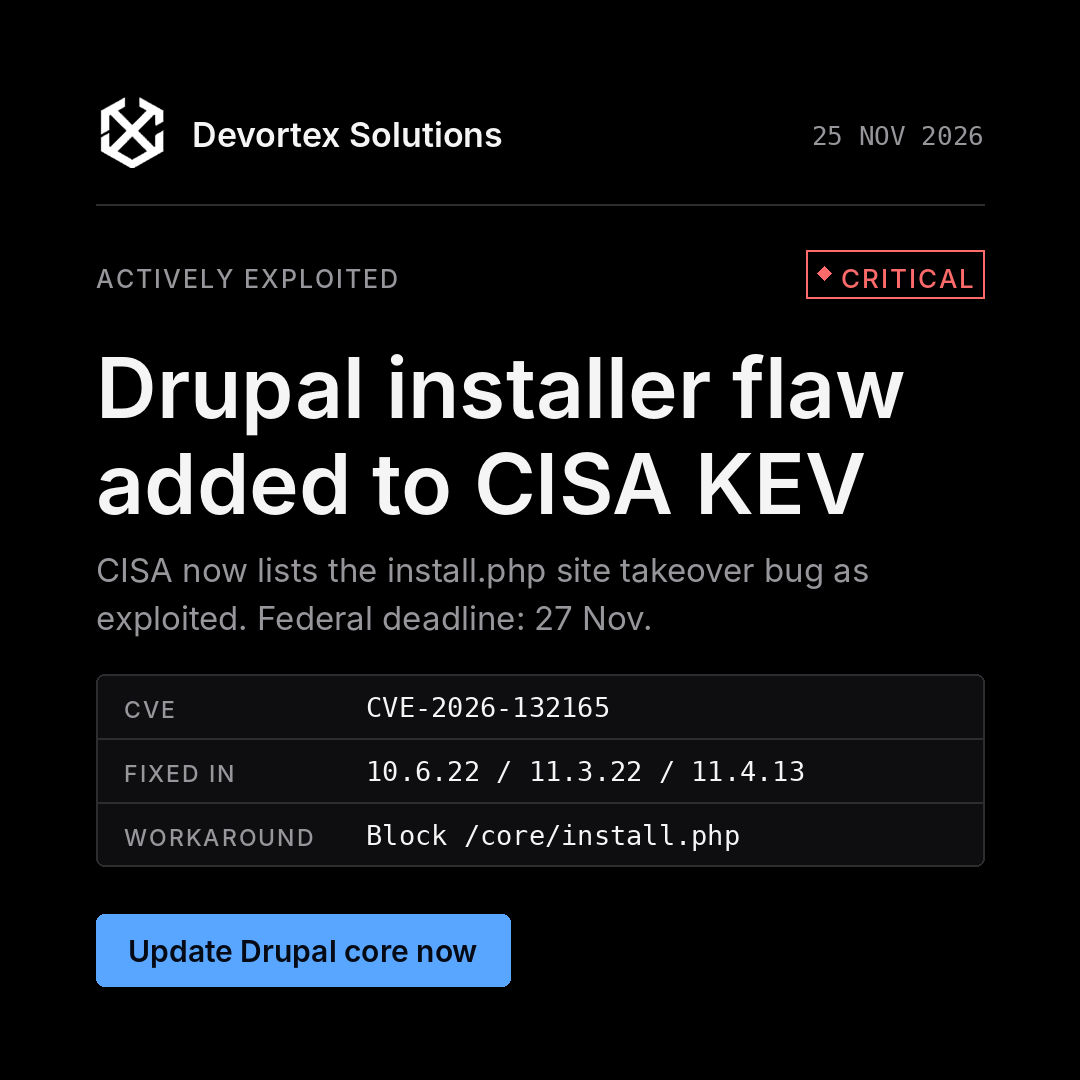 Devortex Solutions
25 NOV 2026
ACTIVELY EXPLOITED
CRITICAL
Drupal installer flaw
added to CISA KEV
CISA now lists the install.php site takeover bug as
exploited. Federal deadline: 27 Nov.
CVE CVE-2026-132165
FIXED IN 10.6.22 / 11.3.22 / 11.4.13
WORKAROUND Block /core/install.php
Update Drupal core now